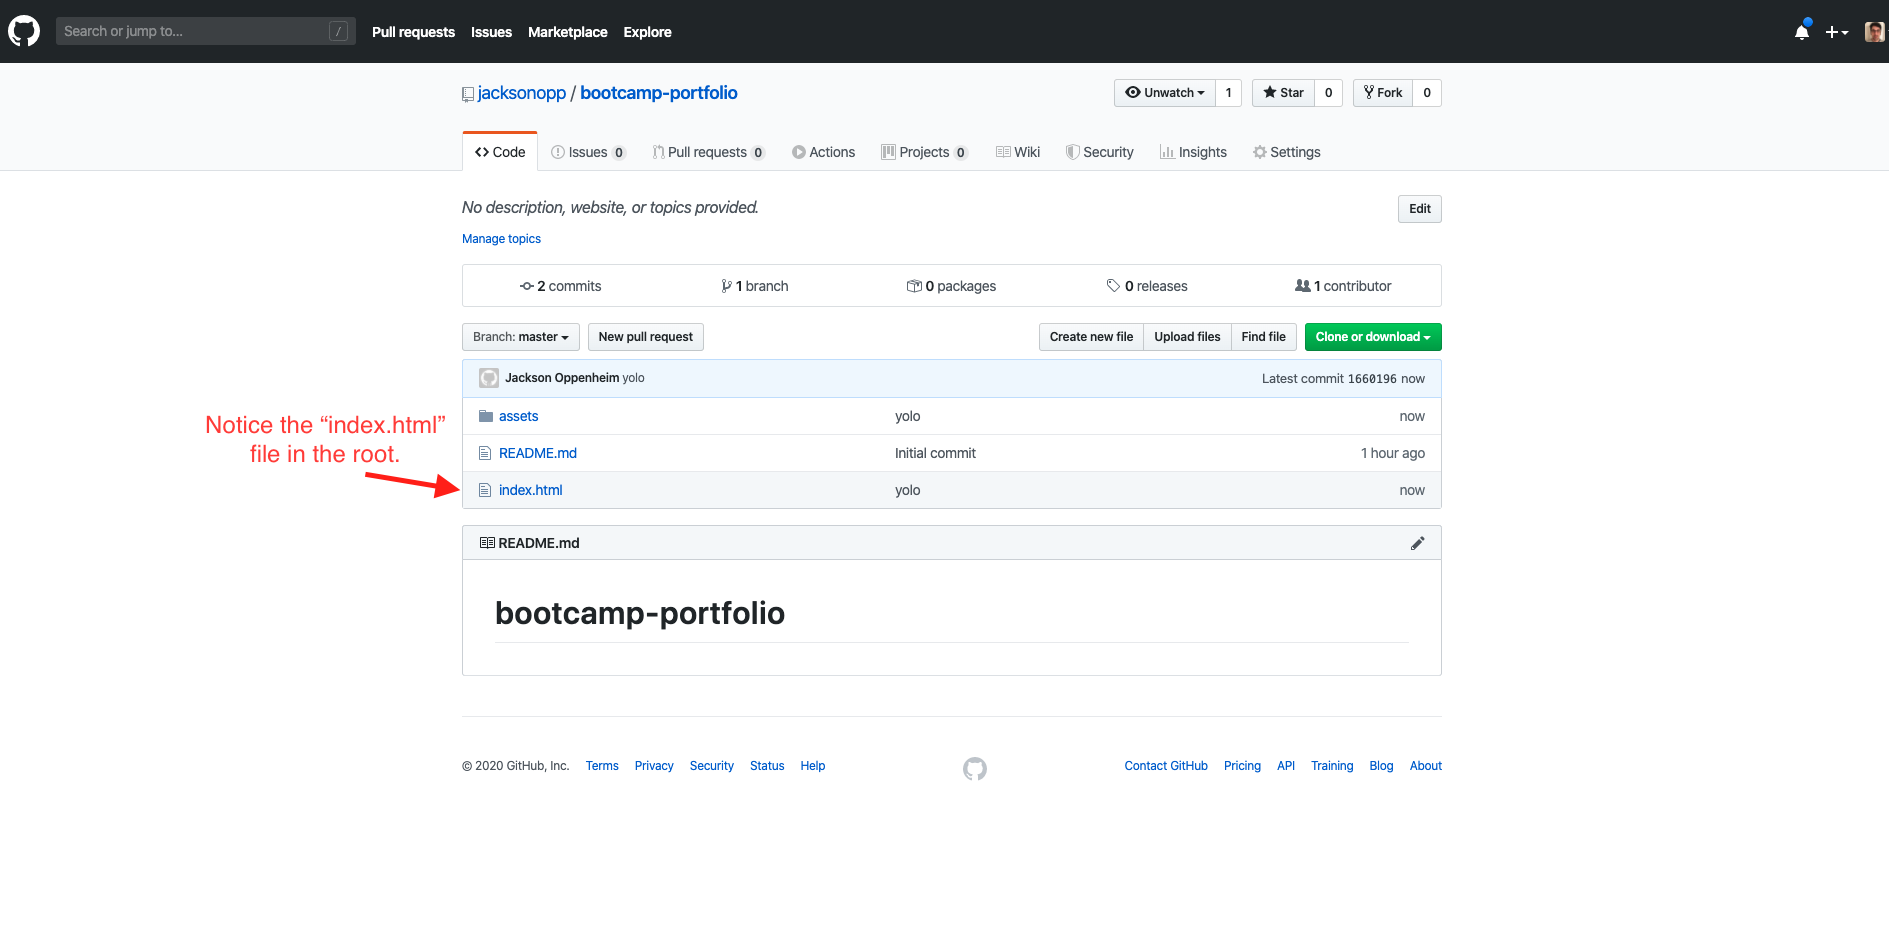 Search or jump to... /
Pull requests Issues Marketplace Explore
jacksonopp / bootcamp-portfolio
Unwatch 1 Star 0 Fork 0
Code Issues 0 Pull requests 0 Actions Projects 0 Wiki Security Insights Settings
No description, website, or topics provided.
Edit
Manage topics
2 commits 1 branch 0 packages 0 releases 1 contributor
Branch: master New pull request Create new file Upload files Find file Clone or download
Jackson Oppenheim yolo Latest commit 1660196 now
assets yolo now
README.md Initial commit 1 hour ago
index.html yolo now
Notice the “index.html”
file in the root.
README.md
bootcamp-portfolio
© 2020 GitHub, Inc. Terms Privacy Security Status Help Contact GitHub Pricing API Training Blog About